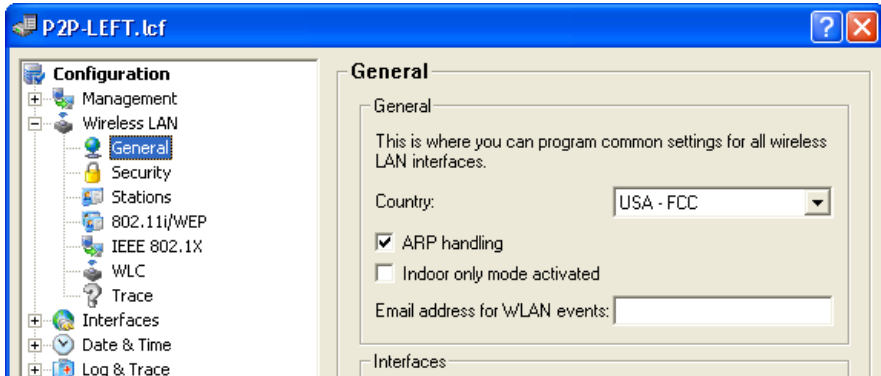 P2P-LEFT.lcf
Configuration
Management
Wireless LAN
General
Security
Stations
802.11i/WEP
IEEE 802.1X
WLC
Trace
Interfaces
Date & Time
Log & Trace
General
General
This is where you can program common settings for all wireless
LAN interfaces.
Country: USA - FCC
ARP handling
Indoor only mode activated
Email address for WLAN events:
Interfaces